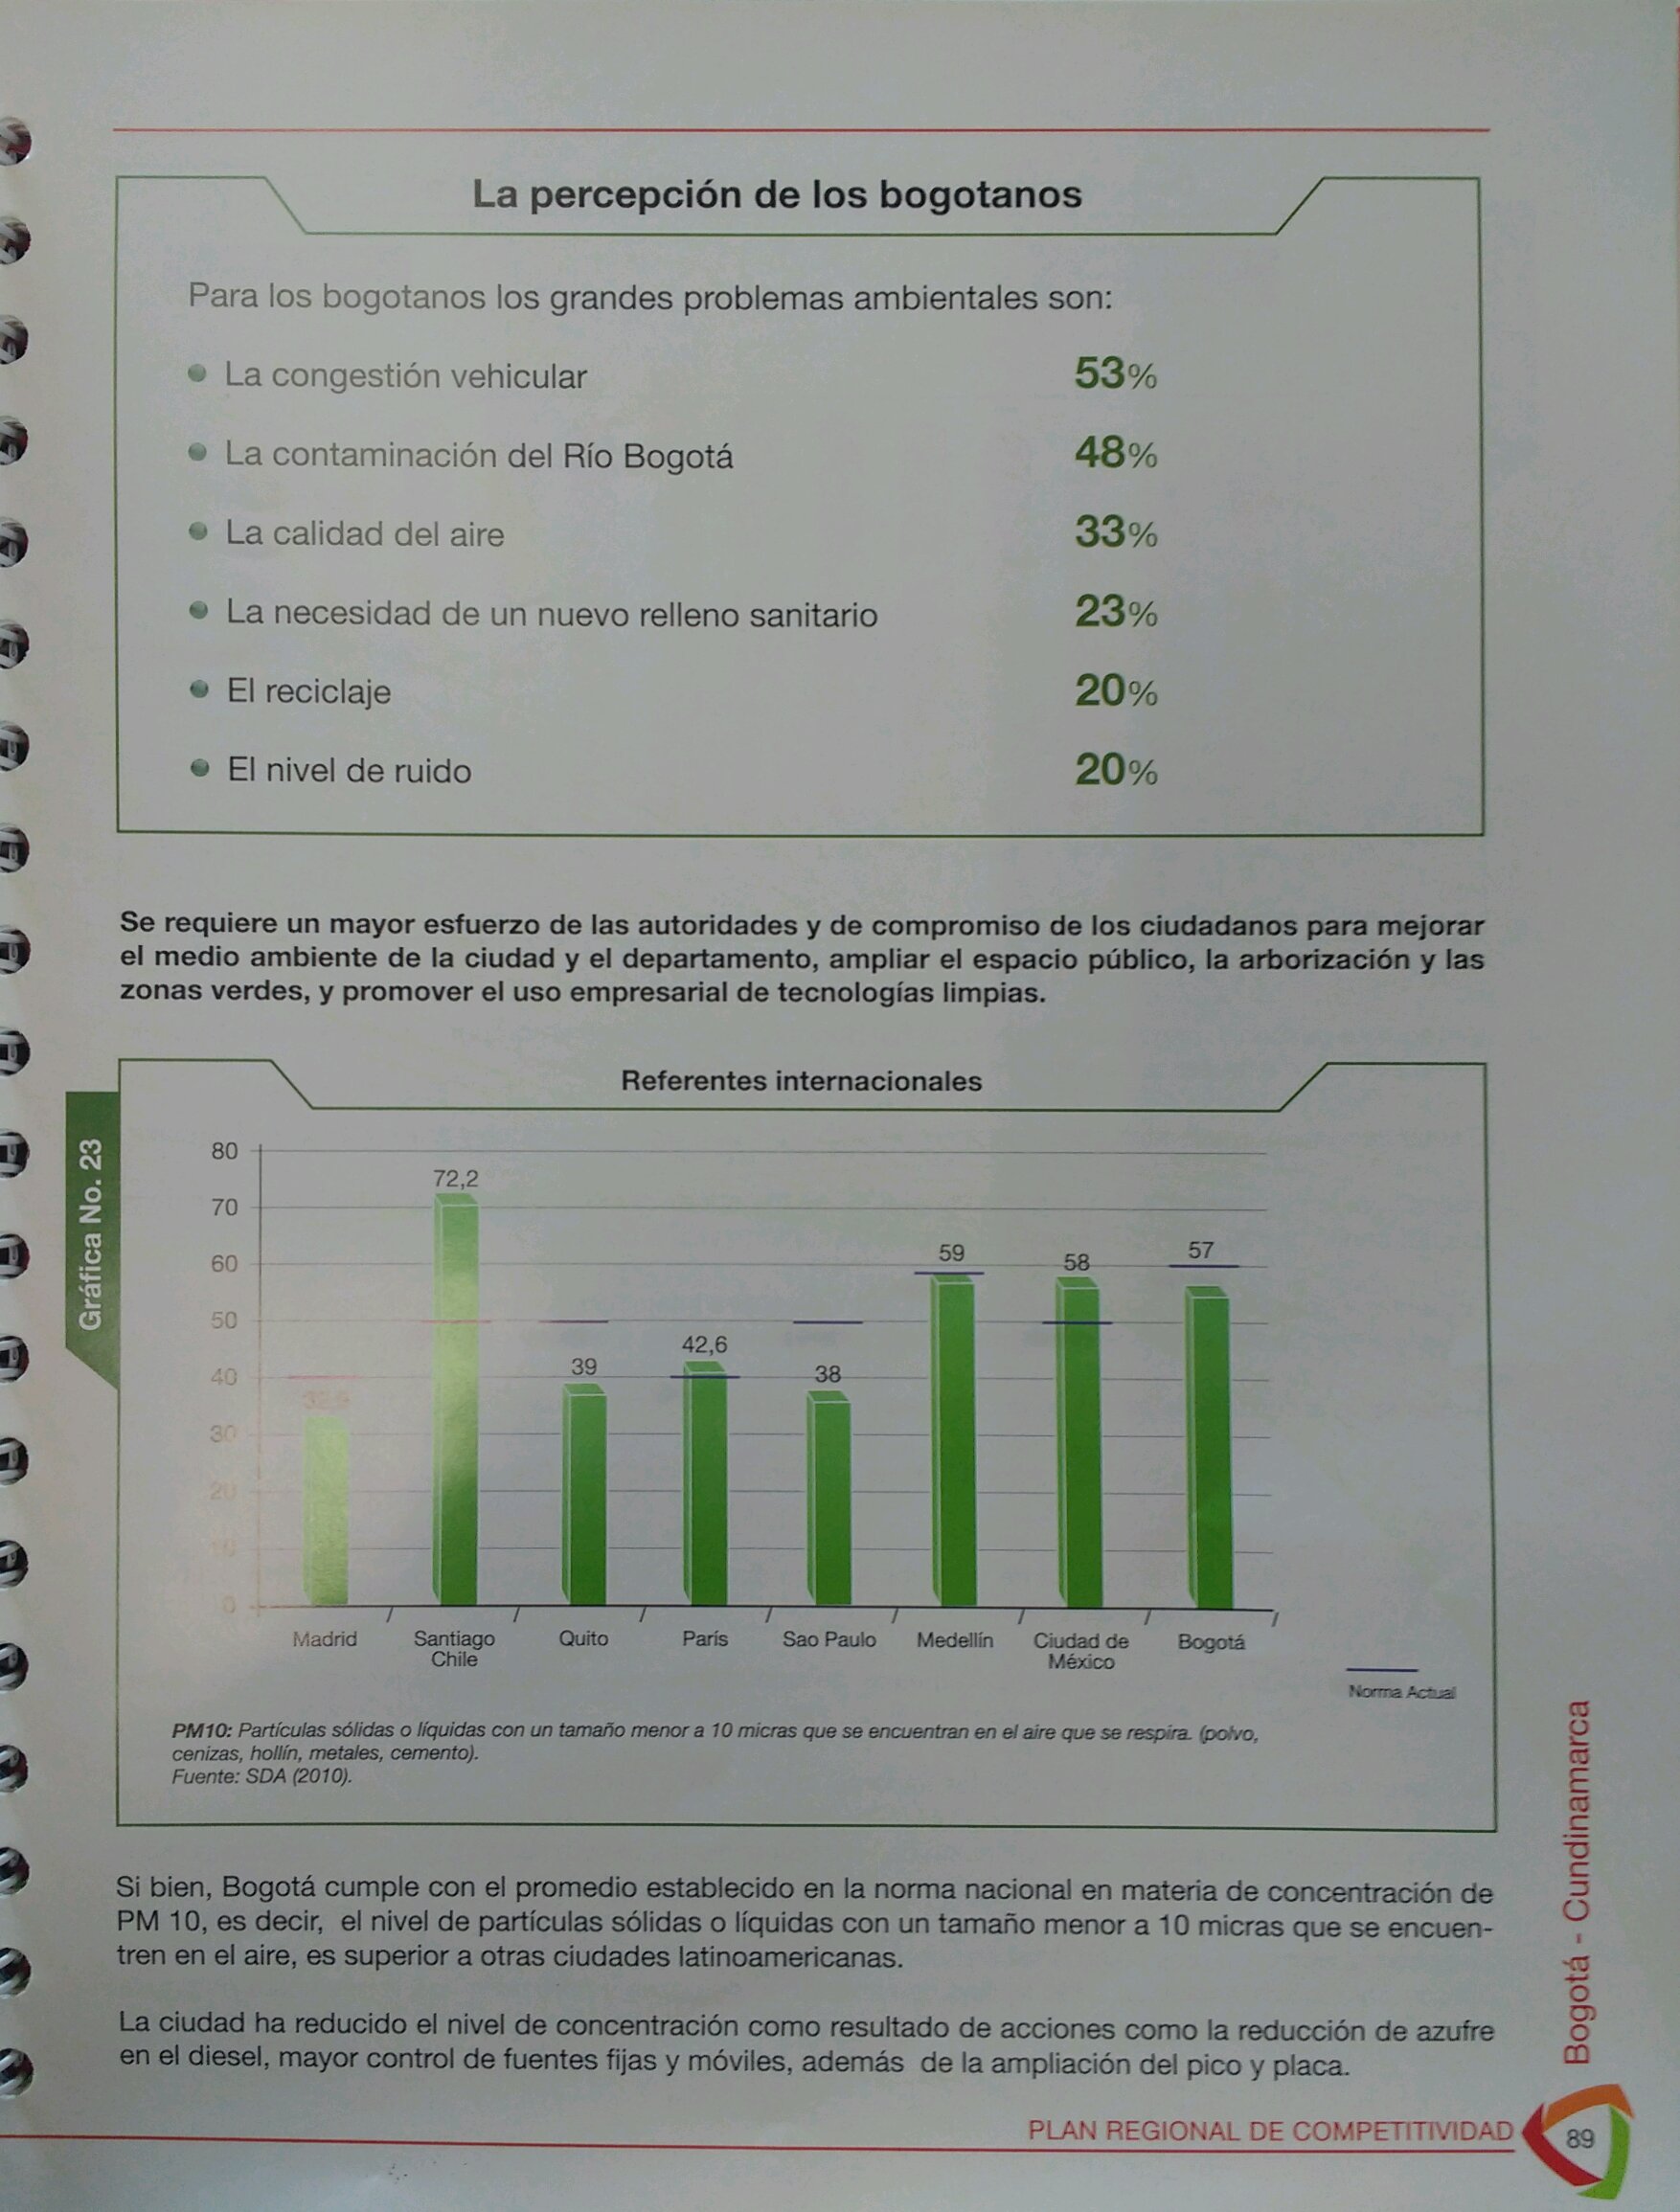 La percepción de los bogotanos
Para los bogotanos los grandes problemas ambientales son:
La congestión vehicular 53%
La contaminación del Río Bogotá 48%
La calidad del aire 33%
La necesidad de un nuevo relleno sanitario 23%
El reciclaje 20%
El nivel de ruido 20%
Se requiere un mayor esfuerzo de las autoridades y de compromiso de los ciudadanos para mejorar
el medio ambiente de la ciudad y el departamento, ampliar el espacio público, la arborización y las
zonas verdes, y promover el uso empresarial de tecnologías limpias.
Gráfica No. 23
Referentes internacionales
80
70
60
50
40
30
20
10
0
72,2
39
42,6
38
59
58
57
Madrid
Santiago
Chile
Quito
París
Sao Paulo
Medellín
Ciudad de
México
Bogotá
Norma Actual
PM10: Partículas sólidas o líquidas con un tamaño menor a 10 micras que se encuentran en el aire que se respira. (polvo,
cenizas, hollín, metales, cemento).
Fuente: SDA (2010).
Si bien, Bogotá cumple con el promedio establecido en la norma nacional en materia de concentración de
PM 10, es decir, el nivel de partículas sólidas o líquidas con un tamaño menor a 10 micras que se encuen-
tren en el aire, es superior a otras ciudades latinoamericanas.
La ciudad ha reducido el nivel de concentración como resultado de acciones como la reducción de azufre
en el diesel, mayor control de fuentes fijas y móviles, además de la ampliación del pico y placa.
Bogotá - Cundinamarca
PLAN REGIONAL DE COMPETITIVIDAD
89